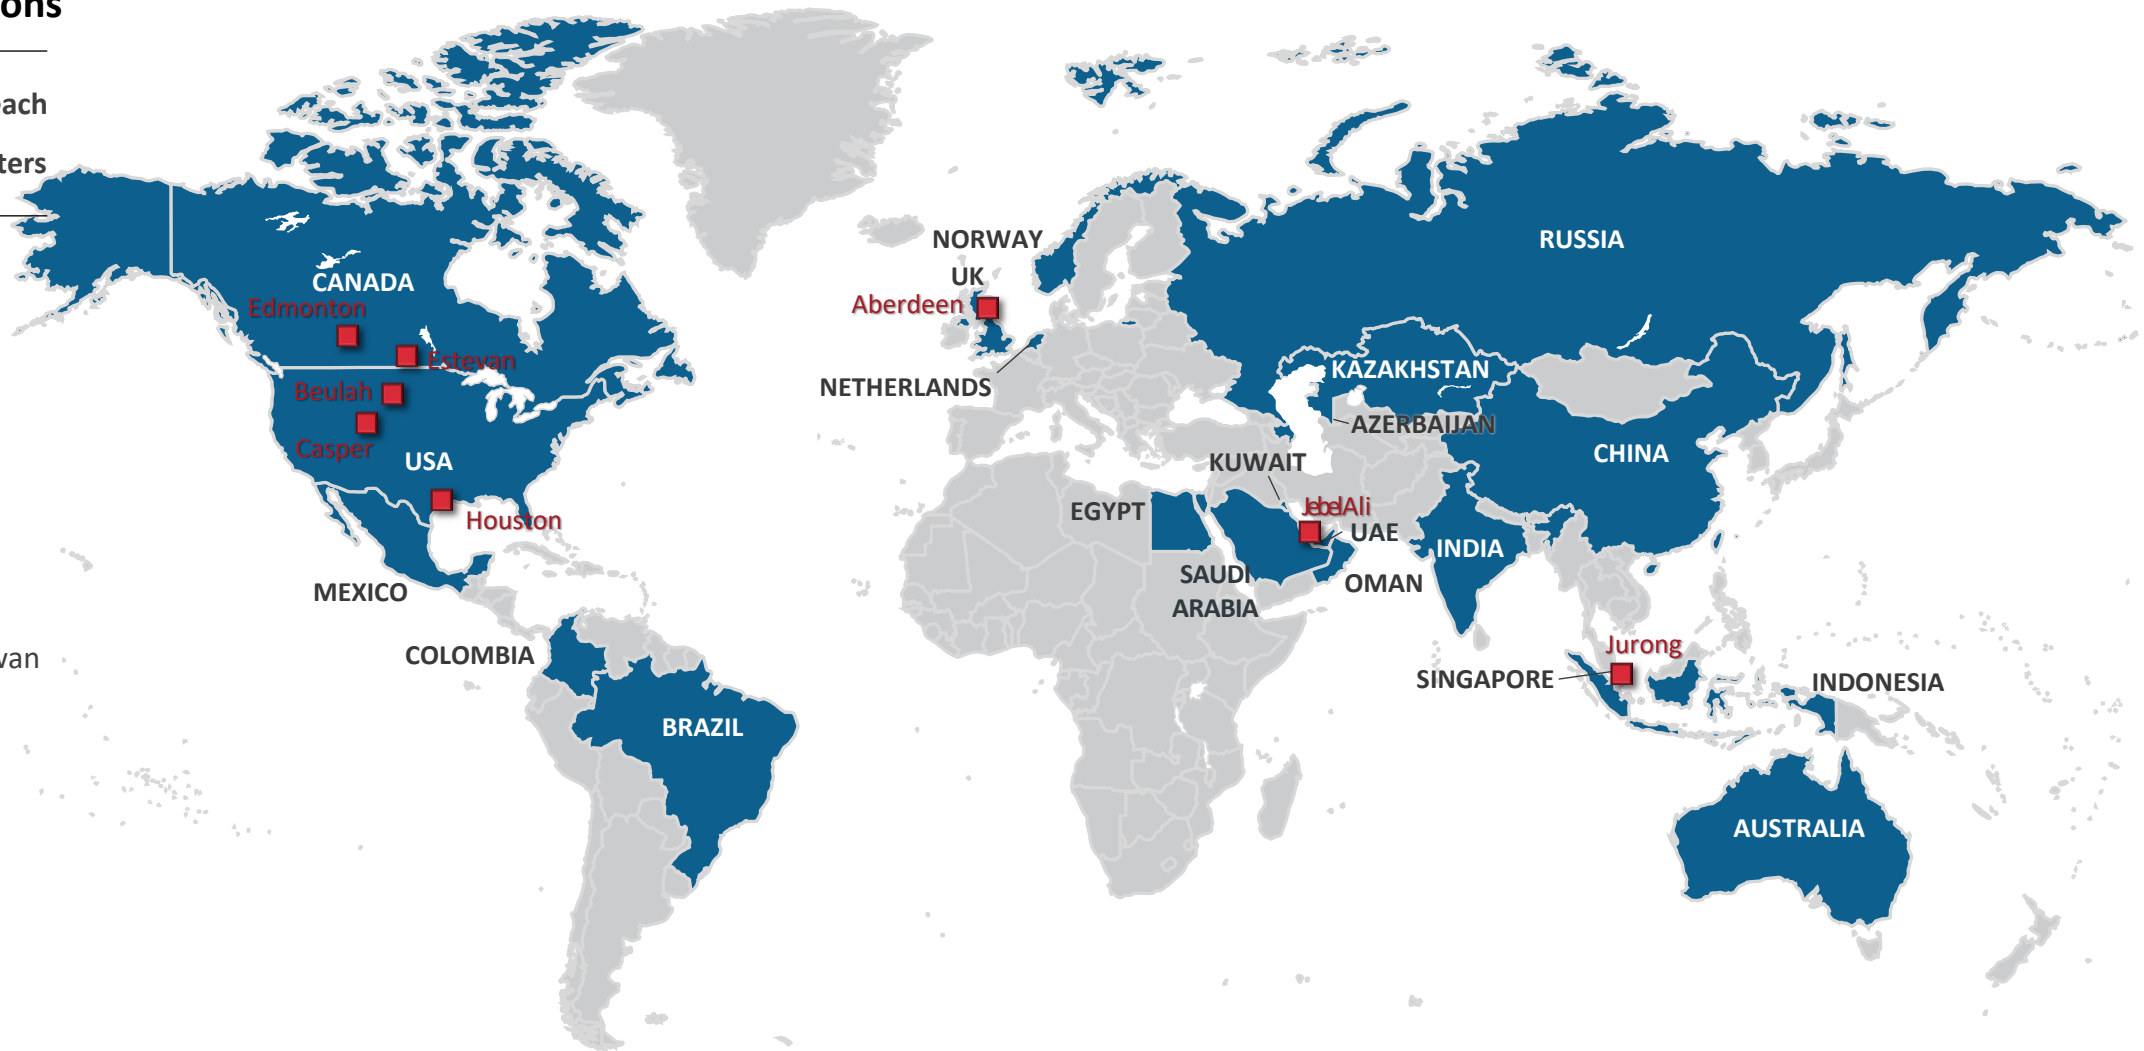 ons
each
ters
van
NORWAY
RUSSIA
UK
CANADA
Edmonton
Aberdeen
Estevan
KAZAKHSTAN
NETHERLANDS
Beulah
AZERBAIJAN
Casper
USA
CHINA
KUWAIT
Houston
EGYPT
JebelAli
UAE
INDIA
SAUDI
ARABIA
OMAN
MEXICO
COLOMBIA
Jurong
SINGAPORE
INDONESIA
BRAZIL
AUSTRALIA